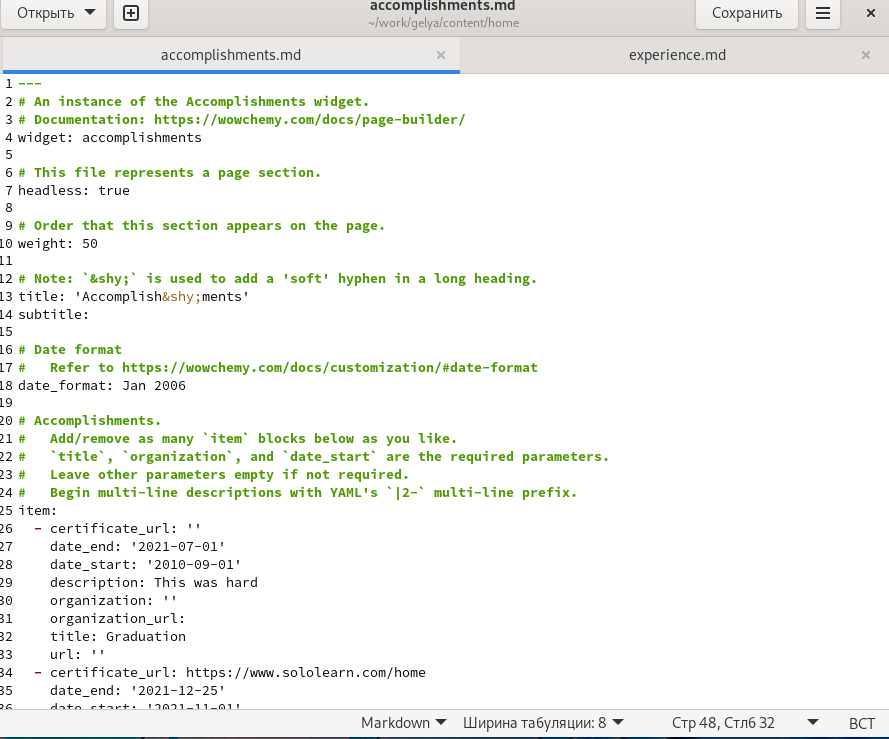 Открыть
accomplishments.md
~/work/gelya/content/home
Сохранить
accomplishments.md
experience.md
1 ---
2 # An instance of the Accomplishments widget.
3 # Documentation: https://wowchemy.com/docs/page-builder/
4 widget: accomplishments
5
6 # This file represents a page section.
7 headless: true
8
9 # Order that this section appears on the page.
10 weight: 50
11
12 # Note: `&shy;` is used to add a 'soft' hyphen in a long heading.
13 title: 'Accomplish&shy;ments'
14 subtitle:
15
16 # Date format
17 #   Refer to https://wowchemy.com/docs/customization/#date-format
18 date_format: Jan 2006
19
20 # Accomplishments.
21 #   Add/remove as many `item` blocks below as you like.
22 #   `title`, `organization`, and `date_start` are the required parameters.
23 #   Leave other parameters empty if not required.
24 #   Begin multi-line descriptions with YAML's `|2-` multi-line prefix.
25 item:
26   - certificate_url: ''
27     date_end: '2021-07-01'
28     date_start: '2010-09-01'
29     description: This was hard
30     organization: ''
31     organization_url:
32     title: Graduation
33     url: ''
34   - certificate_url: https://www.sololearn.com/home
35     date_end: '2021-12-25'
36     date_start: '2021-11-01'
Markdown Ширина табуляции: 8 Стр 48, Стлб 32 ВСТ